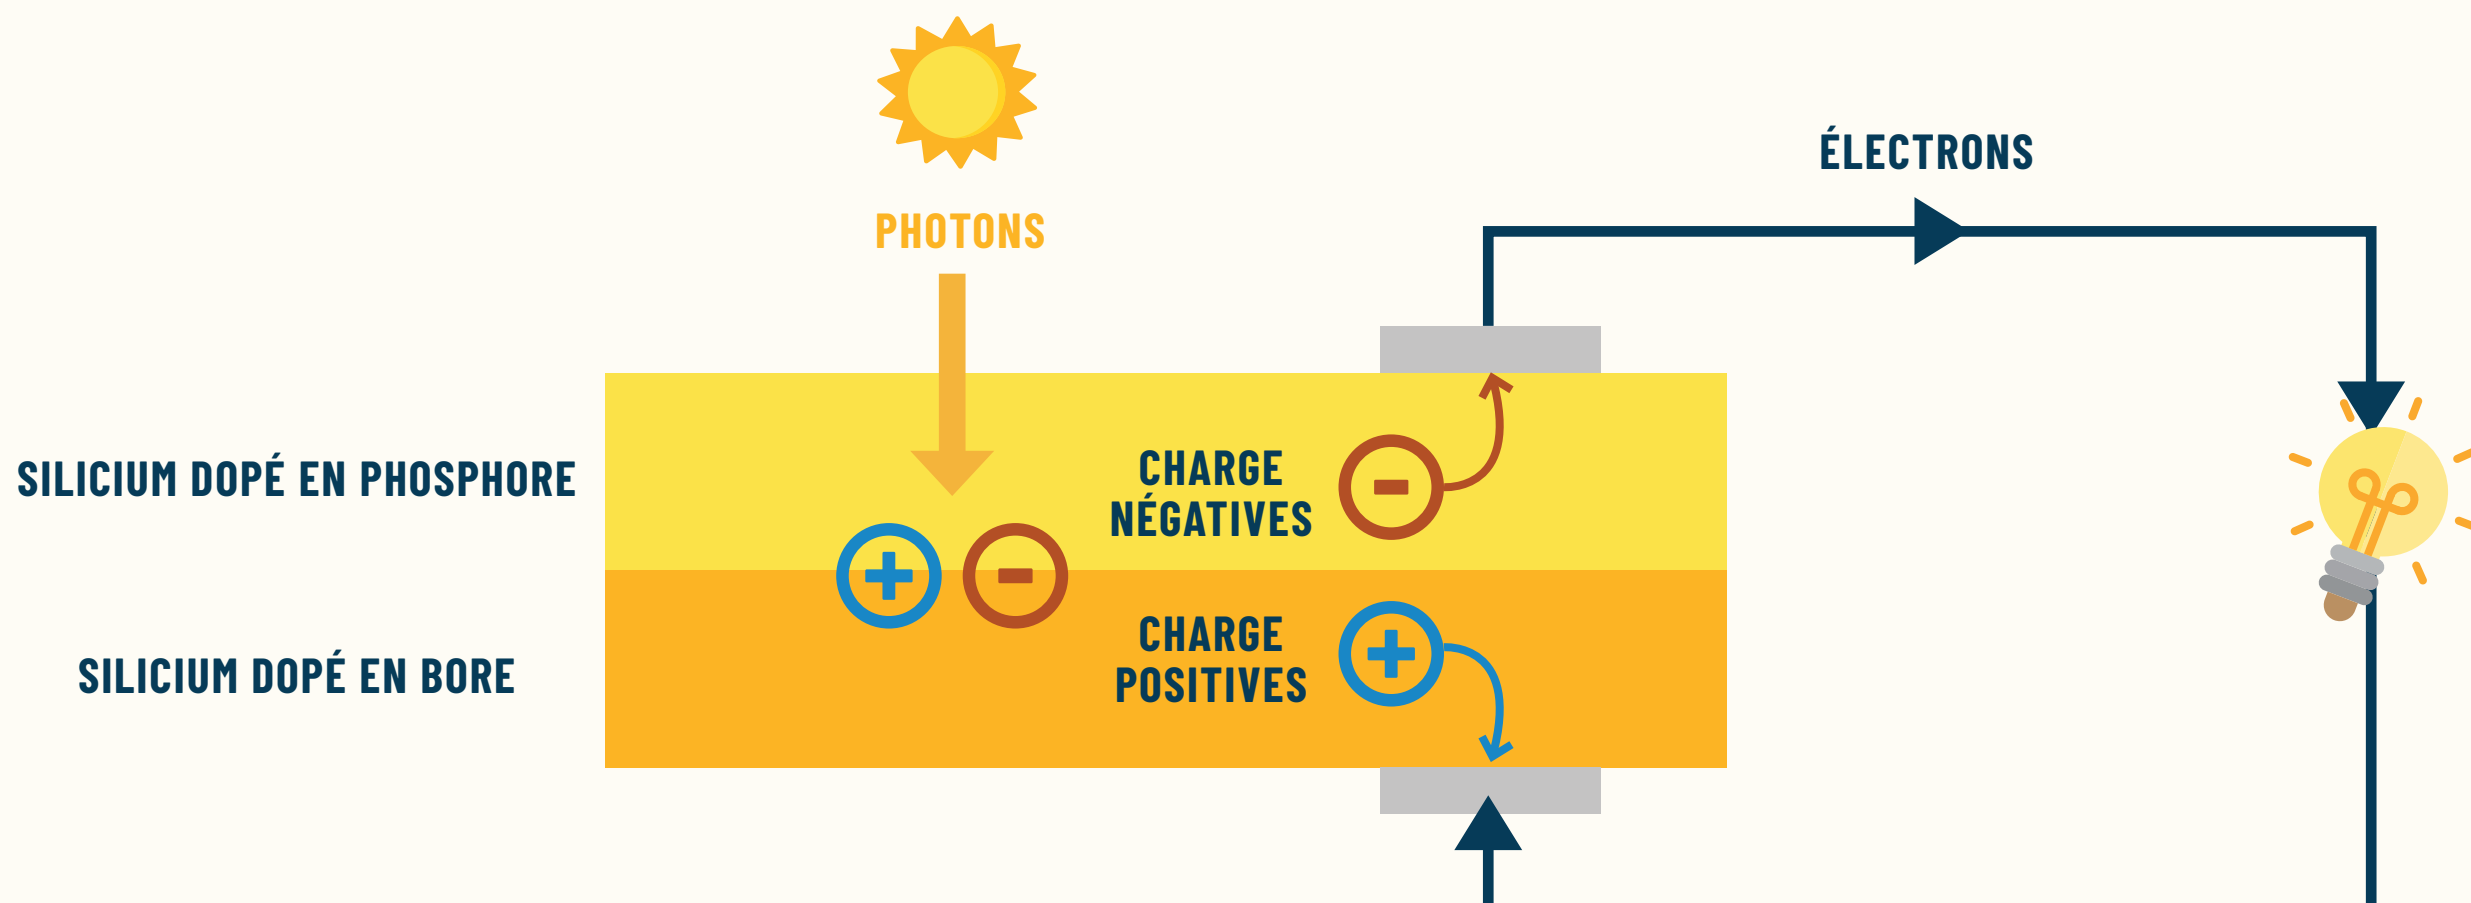 ÉLECTRONS
PHOTONS
SILICIUM DOPÉ EN PHOSPHORE
CHARGE
NÉGATIVES
SILICIUM DOPÉ EN BORE
CHARGE
POSITIVES